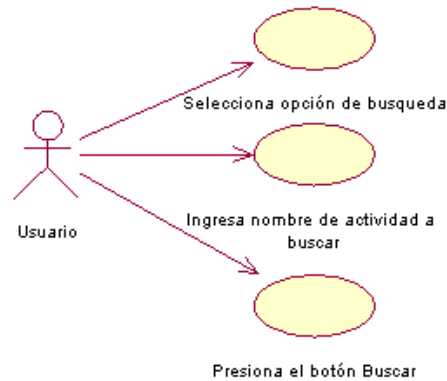 Selecciona opción de busqueda
Ingresa nombre de actividad a
buscar
Usuario
Presiona el botón Buscar